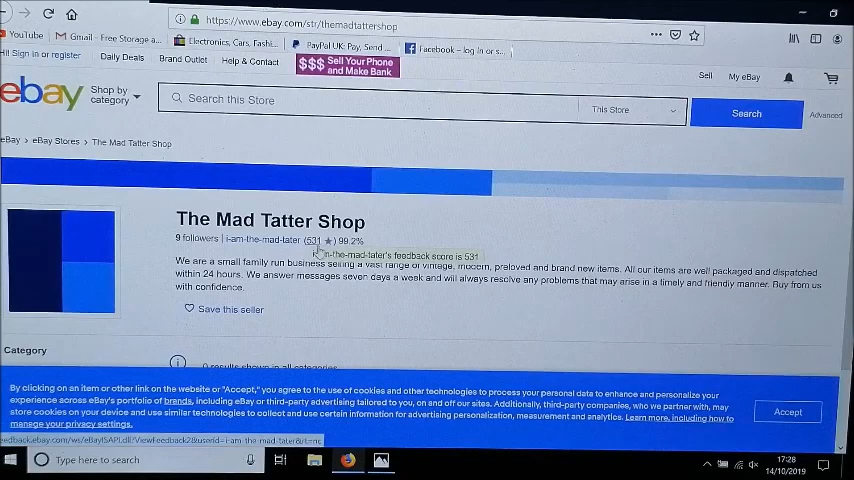 https://www.ebay.com/str/themadtattershop
YouTube
Gmail - Free Storage a...
Electronics, Cars, Fashi...
PayPal UK: Pay, Send ...
Facebook – log in or s...
Hi! Sign in or register
Daily Deals
Brand Outlet
Help & Contact
$$$ Sell Your Phone
and Make Bank
Sell
My eBay
ebay
Shop by
category
Search this Store
This Store
Search
Advanced
eBay > eBay Stores > The Mad Tatter Shop
The Mad Tatter Shop
9 followers | i-am-the-mad-tater (531 ★) 99.2%
-the-mad-tater's feedback score is 531
We are a small family run business selling a vast range of vintage, modern, preloved and brand new items. All our items are well packaged and dispatched
within 24 hours. We answer messages seven days a week and will always resolve any problems that may arise in a timely and friendly manner. Buy from us
with confidence.
Save this seller
Category
0 results shown in all categories
By clicking on an item or other link on the website or "Accept," you agree to the use of cookies and other technologies to process your personal data to enhance and personalize your
experience across eBay's portfolio of brands, including eBay or third-party advertising tailored to you, on and off our sites. Additionally, third-party companies, who we partner with, may
store cookies on your device and use similar technologies to collect and use certain information for advertising personalization, measurement and analytics. Learn more, including how to
manage your privacy settings.
Accept
Type here to search
17:28
14/10/2019